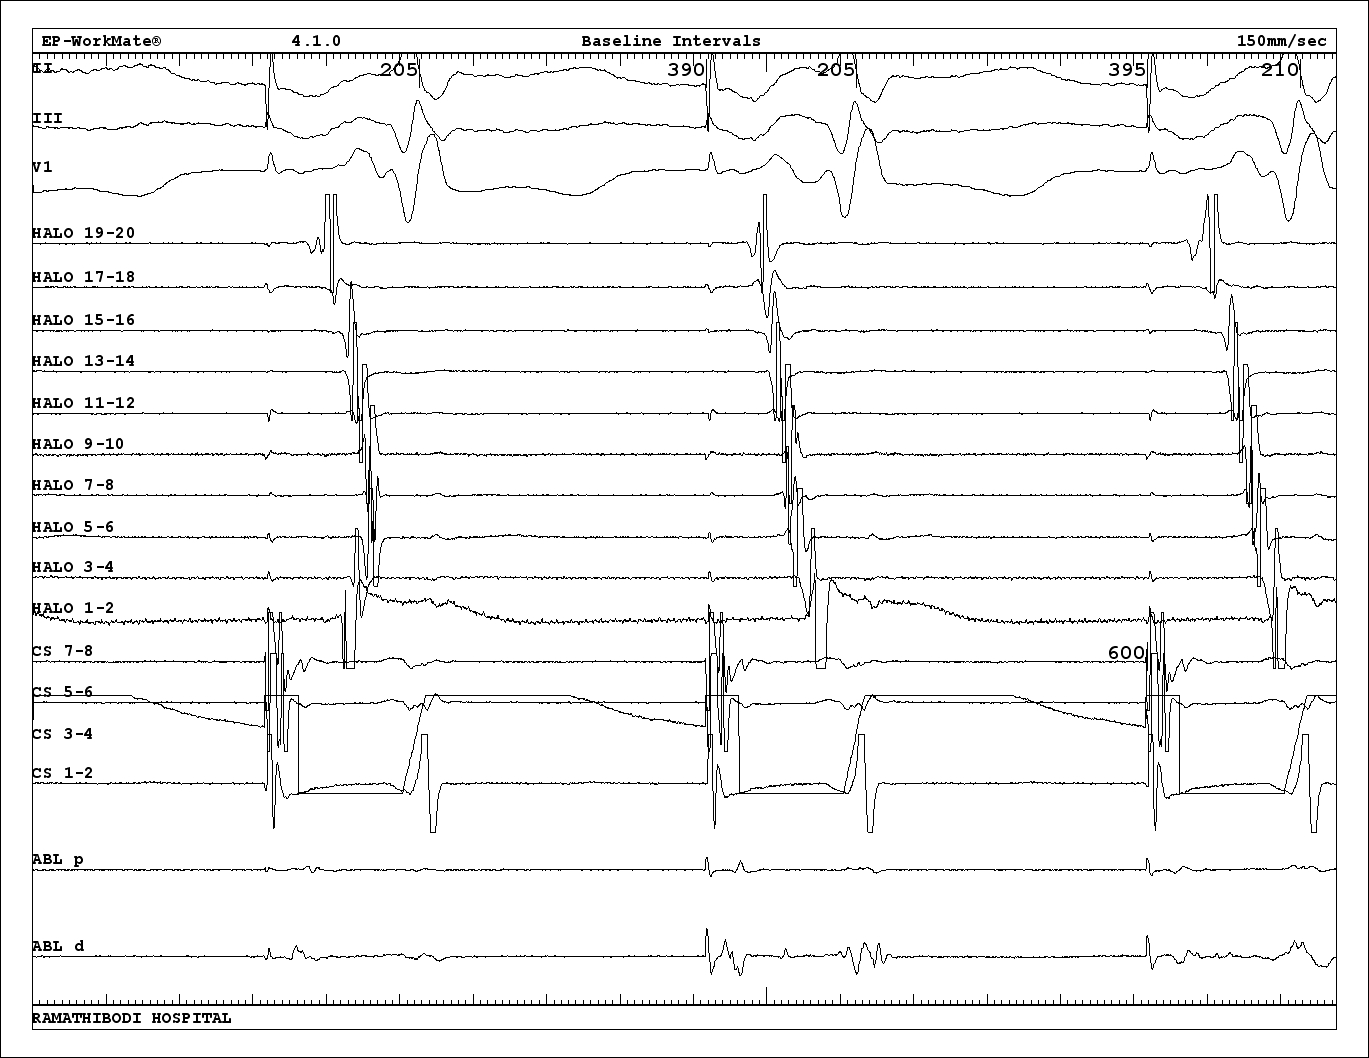 EP-WorkMate® 4.1.0 Baseline Intervals 150mm/sec
II 205 390 205 395 210
III
V1
HALO 19-20
HALO 17-18
HALO 15-16
HALO 13-14
HALO 11-12
HALO 9-10
HALO 7-8
HALO 5-6
HALO 3-4
HALO 1-2
CS 7-8 600
CS 5-6
CS 3-4
CS 1-2
ABL p
ABL d
RAMATHIBODI HOSPITAL